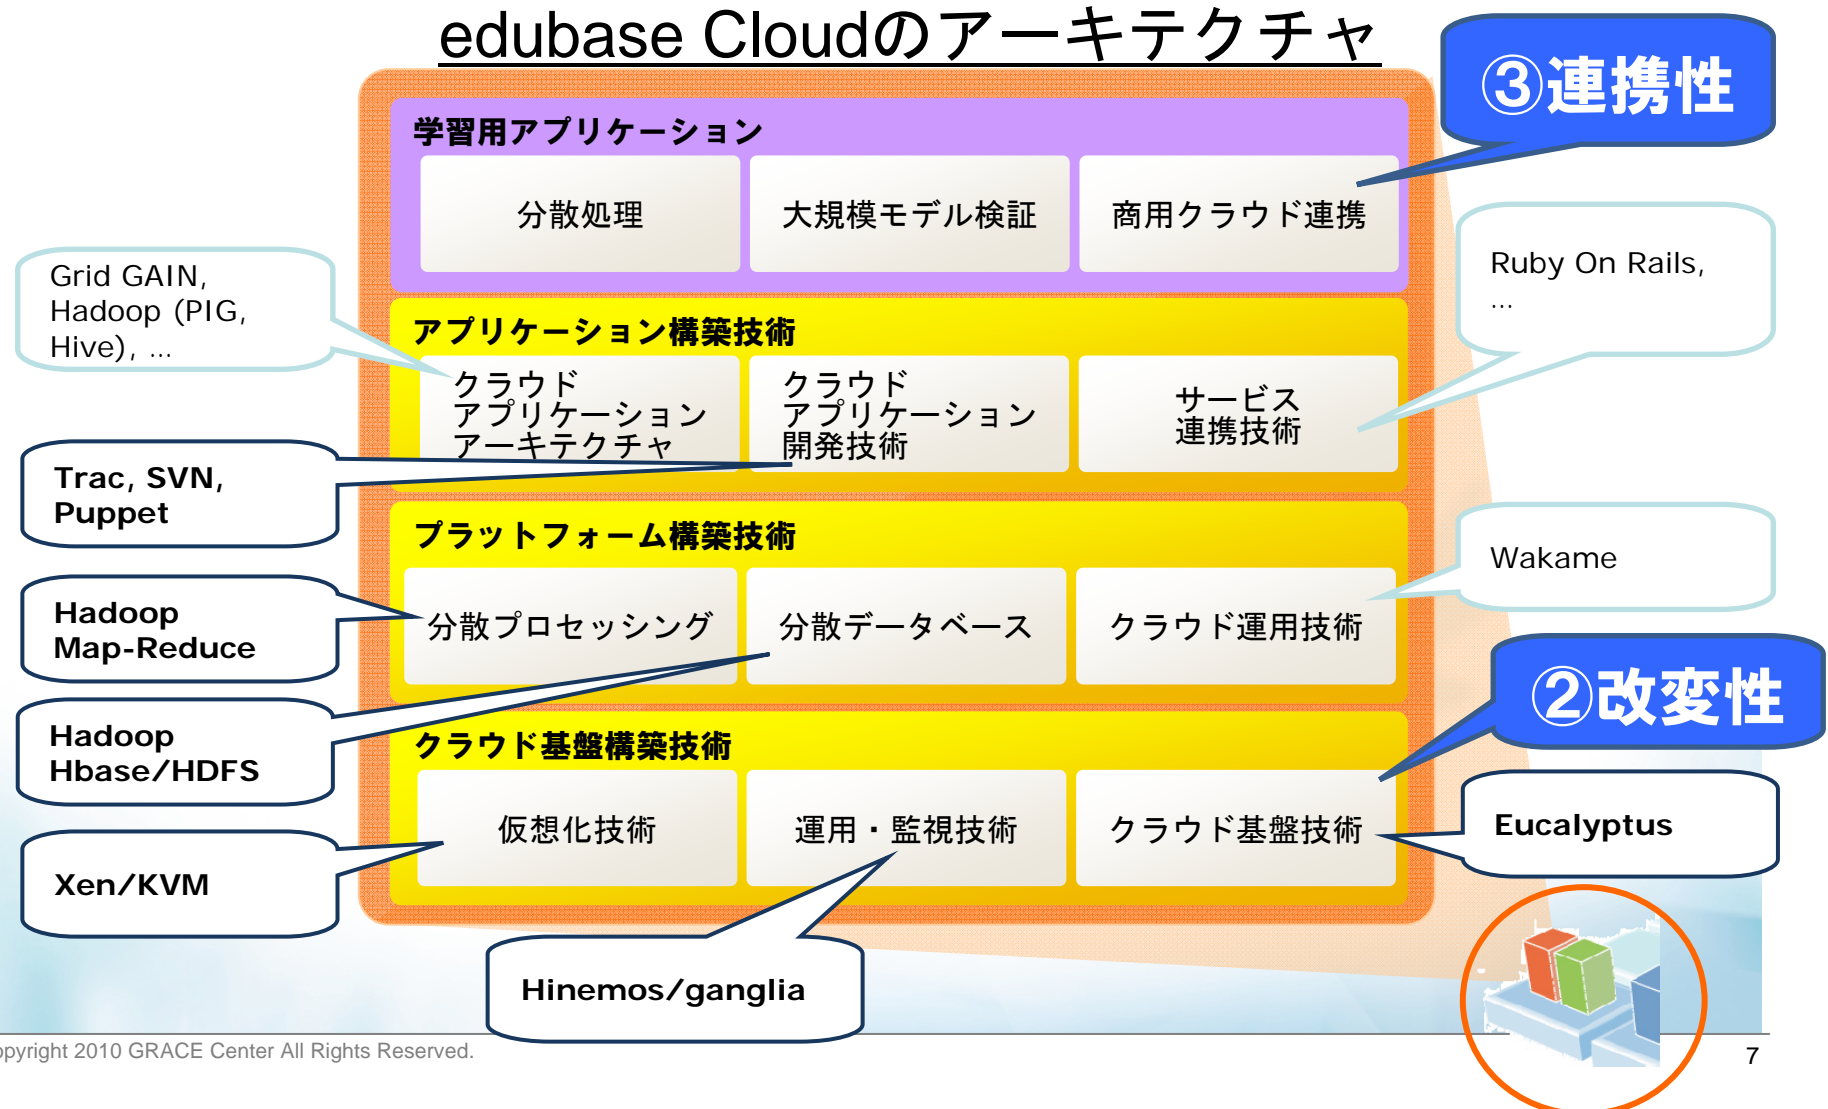 edubase Cloudのアーキテクチャ
③連携性
学習用アプリケーション
分散処理
大規模モデル検証
商用クラウド連携
Grid GAIN,
Hadoop (PIG,
Hive), …
Ruby On Rails,
…
アプリケーション構築技術
クラウド
アプリケーション
アーキテクチャ
クラウド
アプリケーション
開発技術
サービス
連携技術
Trac, SVN,
Puppet
プラットフォーム構築技術
Wakame
Hadoop
Map-Reduce
分散プロセッシング
分散データベース
クラウド運用技術
②改変性
Hadoop
Hbase/HDFS
クラウド基盤構築技術
仮想化技術
運用・監視技術
クラウド基盤技術
Eucalyptus
Xen/KVM
Hinemos/ganglia
opyright 2010 GRACE Center All Rights Reserved.
7